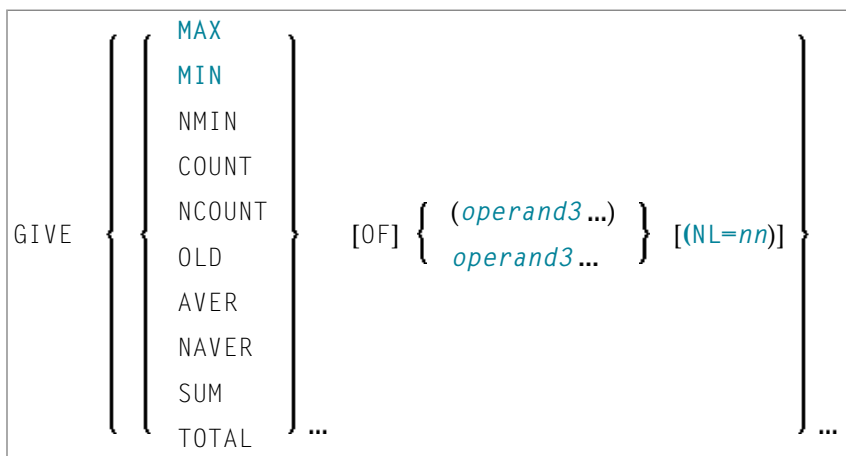 MAX
MIN
NMIN
COUNT
(operand3 ...)
NCOUNT
GIVE [OF] [(NL=nn)]
OLD
operand3 ...
AVER
NAVER
SUM
TOTAL ... ...